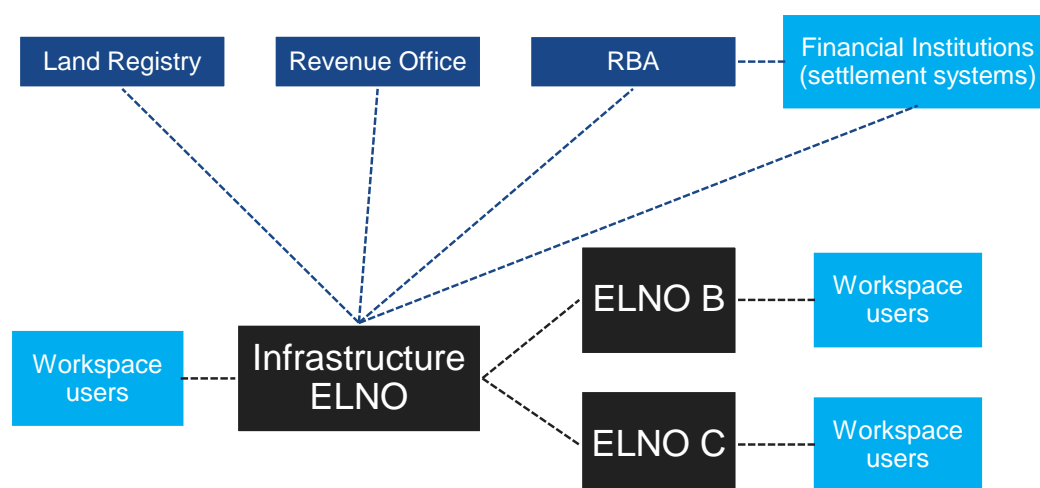 Land Registry
Revenue Office
RBA
Financial Institutions
(settlement systems)
Workspace
users
Infrastructure
ELNO
ELNO B
Workspace
users
ELNO C
Workspace
users